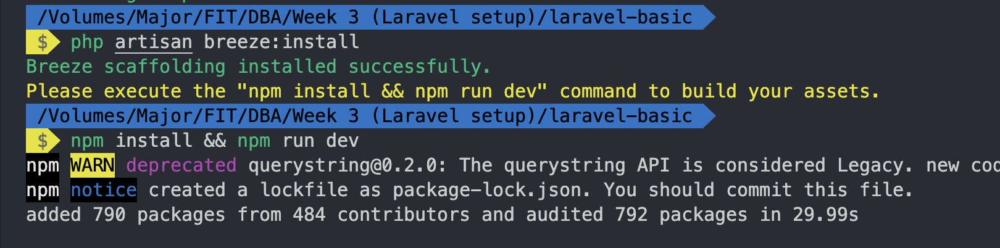 /Volumes/Major/FIT/DBA/Week 3 (Laravel setup)/laravel-basic
$ php artisan breeze:install
Breeze scaffolding installed successfully.
Please execute the "npm install && npm run dev" command to build your assets.
/Volumes/Major/FIT/DBA/Week 3 (Laravel setup)/laravel-basic
$ npm install && npm run dev
npm WARN deprecated querystring@0.2.0: The querystring API is considered Legacy. new
npm notice created a lockfile as package-lock.json. You should commit this file.
added 790 packages from 484 contributors and audited 792 packages in 29.99s